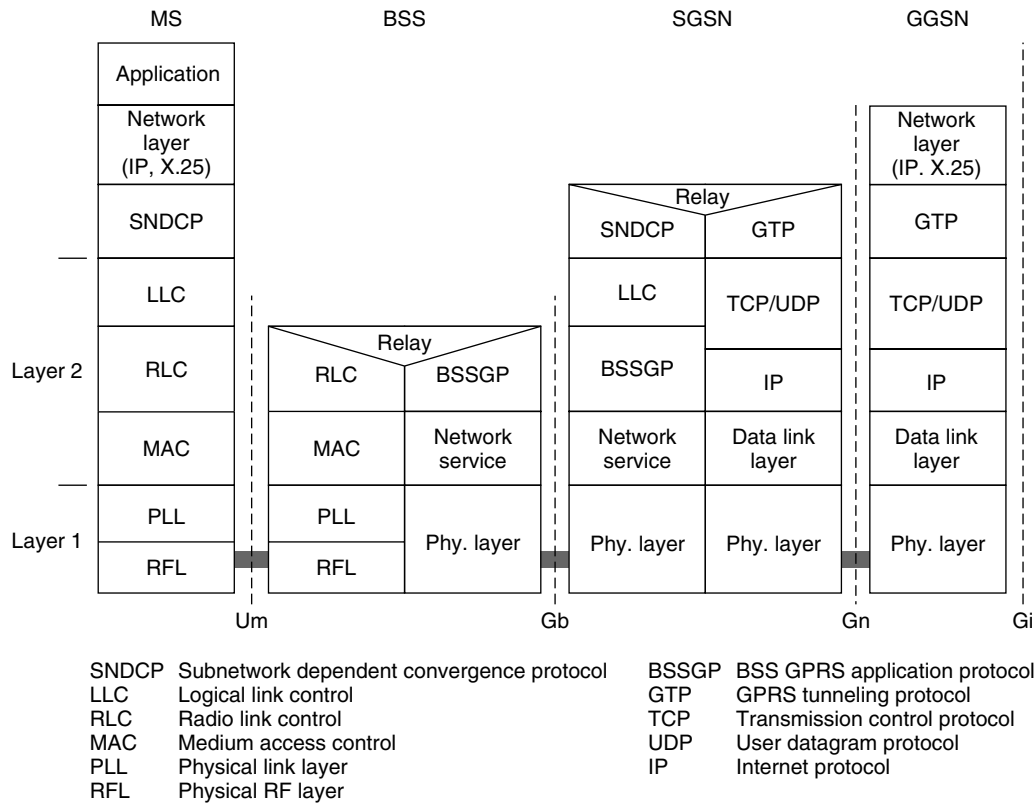 MS BSS SGSN GGSN
Application
Network
layer
(IP, X.25)
Network
layer
(IP. X.25)
Relay
SNDCP
SNDCP
GTP
GTP
LLC
LLC
TCP/UDP
TCP/UDP
Relay
Layer 2
RLC
RLC
BSSGP
BSSGP
IP
IP
MAC
MAC
Network
service
Network
service
Data link
layer
Data link
layer
Layer 1
PLL
PLL
Phy. layer
Phy. layer
Phy. layer
Phy. layer
RFL
RFL
Um Gb Gn Gi
SNDCP Subnetwork dependent convergence protocol
LLC Logical link control
RLC Radio link control
MAC Medium access control
PLL Physical link layer
RFL Physical RF layer
BSSGP BSS GPRS application protocol
GTP GPRS tunneling protocol
TCP Transmission control protocol
UDP User datagram protocol
IP Internet protocol